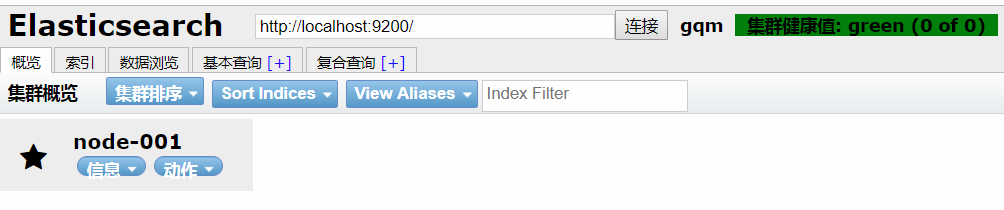 Elasticsearch http://localhost:9200/ 连接 gqm 集群健康值: green (0 of 0)
概览 索引 数据浏览 基本查询 [+] 复合查询 [+]
集群概览 集群排序 Sort Indices View Aliases Index Filter
node-001
信息 动作